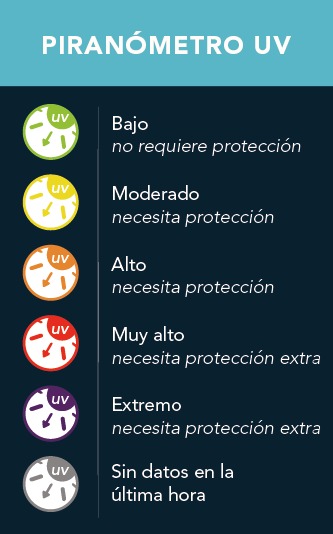 PIRANÓMETRO UV
uv
Bajo
no requiere protección
uv
Moderado
necesita protección
uv
Alto
necesita protección
uv
Muy alto
necesita protección extra
uv
Extremo
necesita protección extra
uv
Sin datos en la
última hora